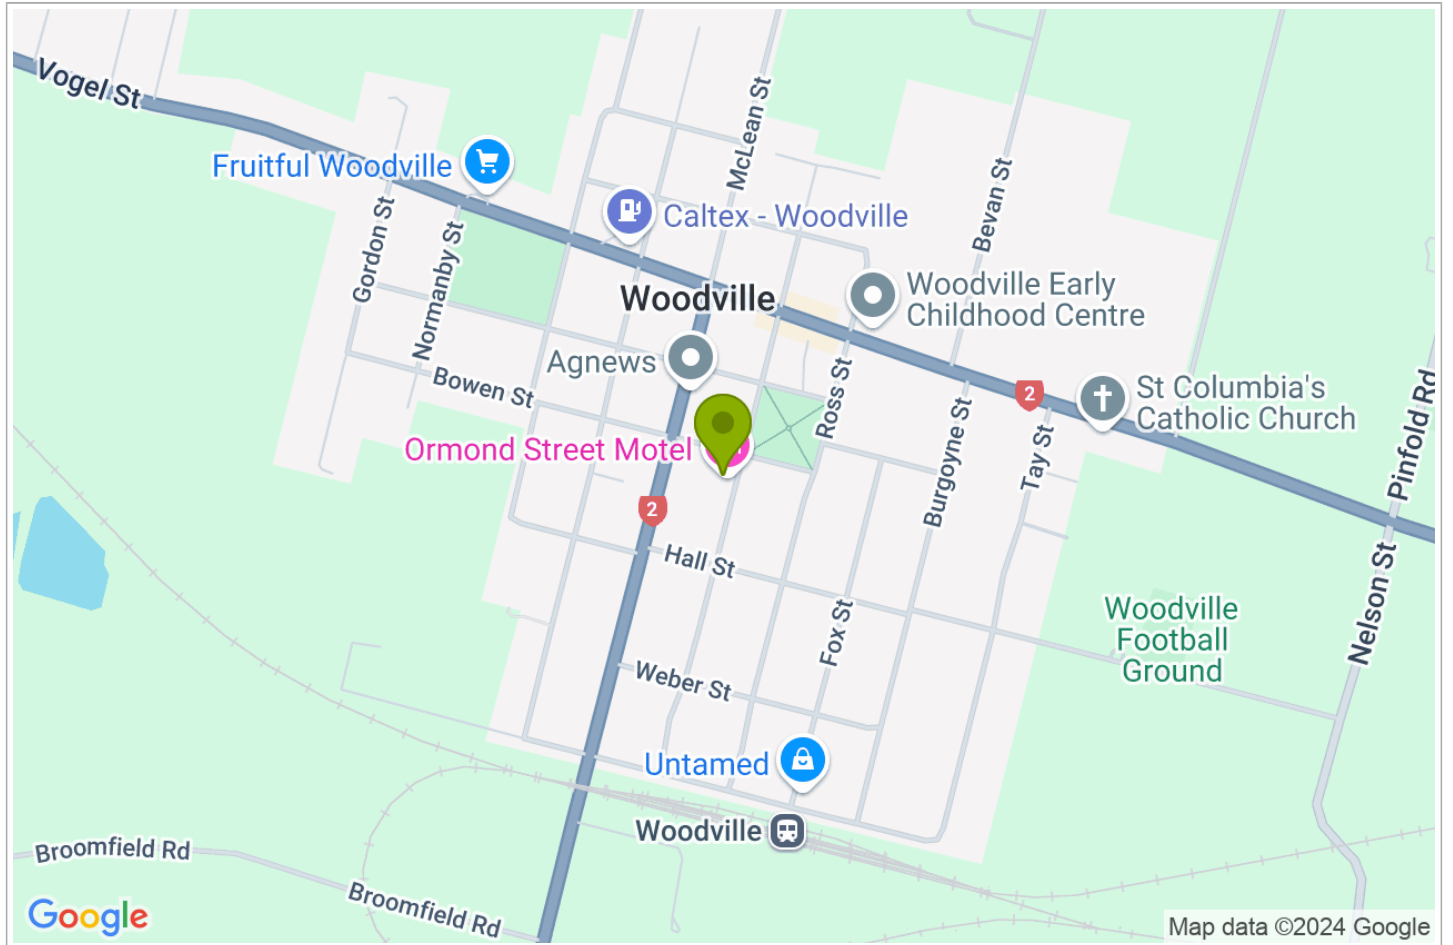 Vogel St
McLean St
Fruitful Woodville
Caltex - Woodville
Bevan St
Gordon St
Normanby St
Woodville
Woodville Early
Childhood Centre
Agnews
Bowen St
Ross St
2
St Columbia's
Catholic Church
Pinfold Rd
Ormond Street Motel
Burgoyne St
Tay St
2
Hall St
Nelson St
Woodville
Football
Ground
Fox St
Weber St
Untamed
Woodville
Broomfield Rd
Broomfield Rd
Google
Map data ©2024 Google